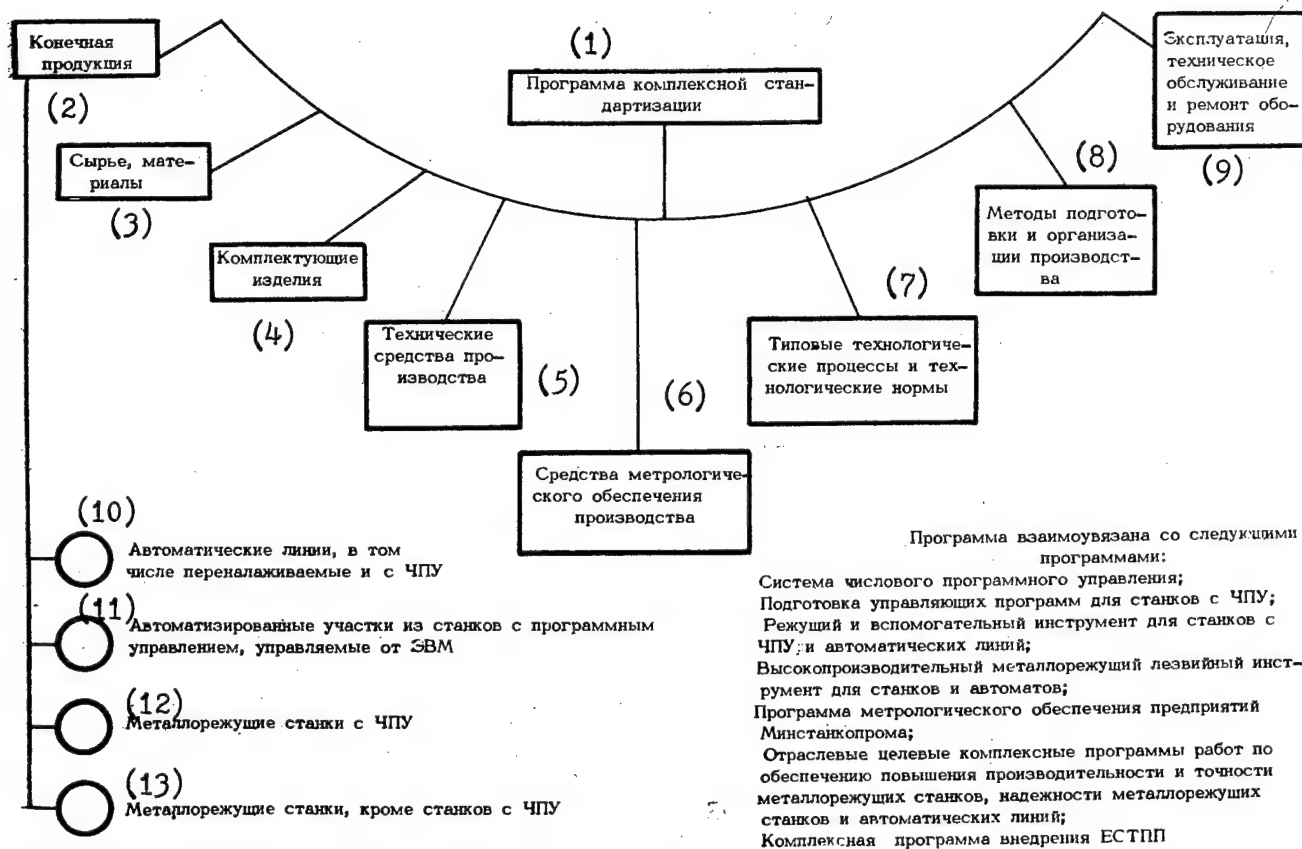 Конечная
продукция
(2)
(1)
Программа комплексной стан-
дартизации
Эксплуатация,
техническое
обслуживание
и ремонт обо-
рудования
(9)
Сырье, мате-
риалы
(3)
(8)
Методы подгото-
вки и организа-
ции производст-
ва
Комплектующие
изделия
(4)
Технические
средства про-
изводства
(5)
(6)
(7)
Типовые технологиче-
ские процессы и тех-
нологические нормы
Средства метрологиче-
ского обеспечения
производства
(10)
Автоматические линии, в том
числе переналаживаемые и с ЧПУ
(11)
Автоматизированные участки из станков с программным
управлением, управляемые от ЭВМ
(12)
Металлорежущие станки с ЧПУ
(13)
Металлорежущие станки, кроме станков с ЧПУ
Программа взаимоувязана со следующими
программами:
Система числового программного управления;
Подготовка управляющих программ для станков с ЧПУ;
Режущий и вспомогательный инструмент для станков с
ЧПУ и автоматических линий;
Высокопроизводительный металлорежущий лезвийный инст-
румент для станков и автоматов;
Программа метрологического обеспечения предприятий
Минстанкопрома;
Отраслевые целевые комплексные программы работ по
обеспечению повышения производительности и точности
металлорежущих станков, надежности металлорежущих
станков и автоматических линий;
Комплексная программа внедрения ЕСТПП